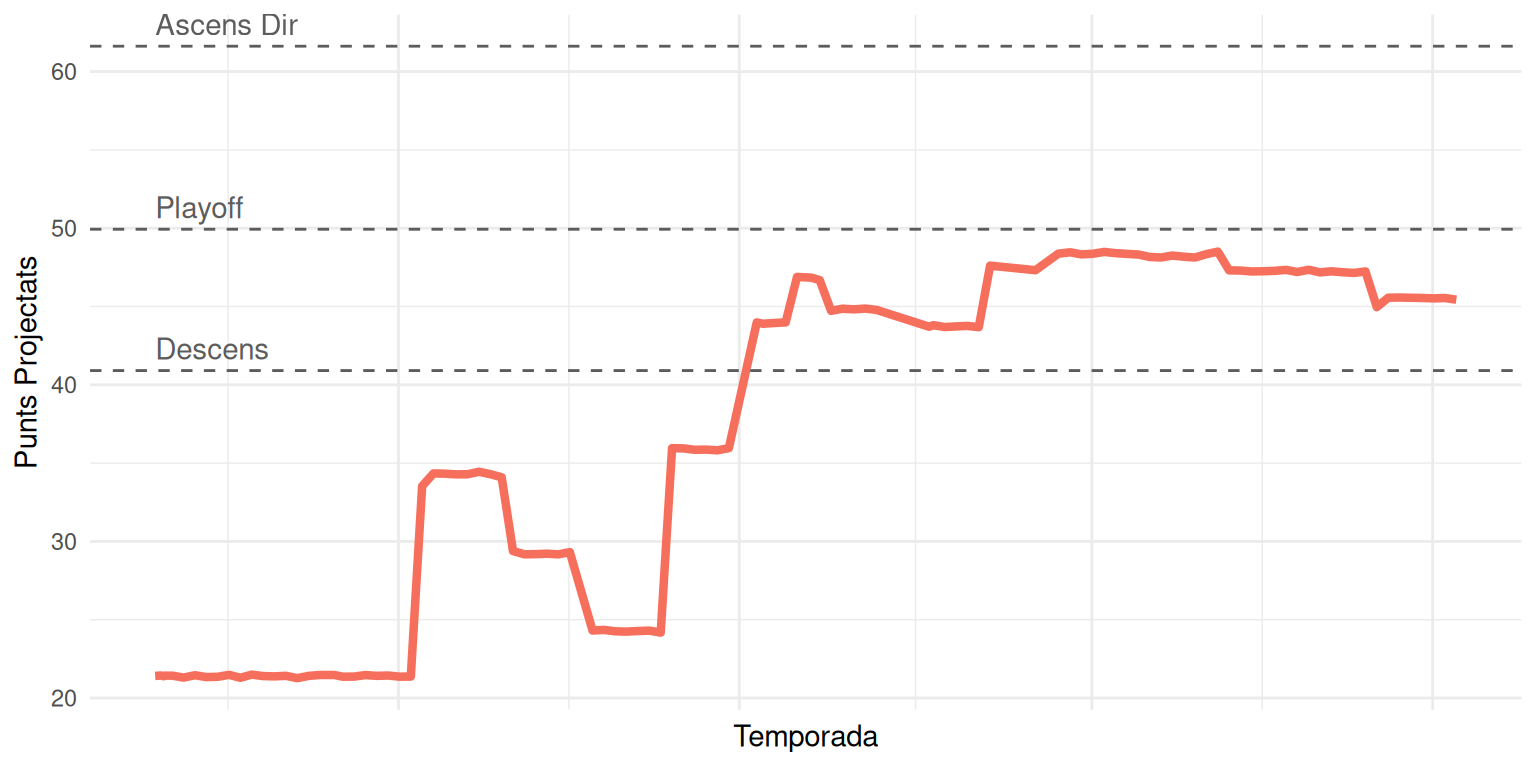 Ascens Dir
60
Playoff
50
Descens
40
30
20
Punts Projectats
Temporada